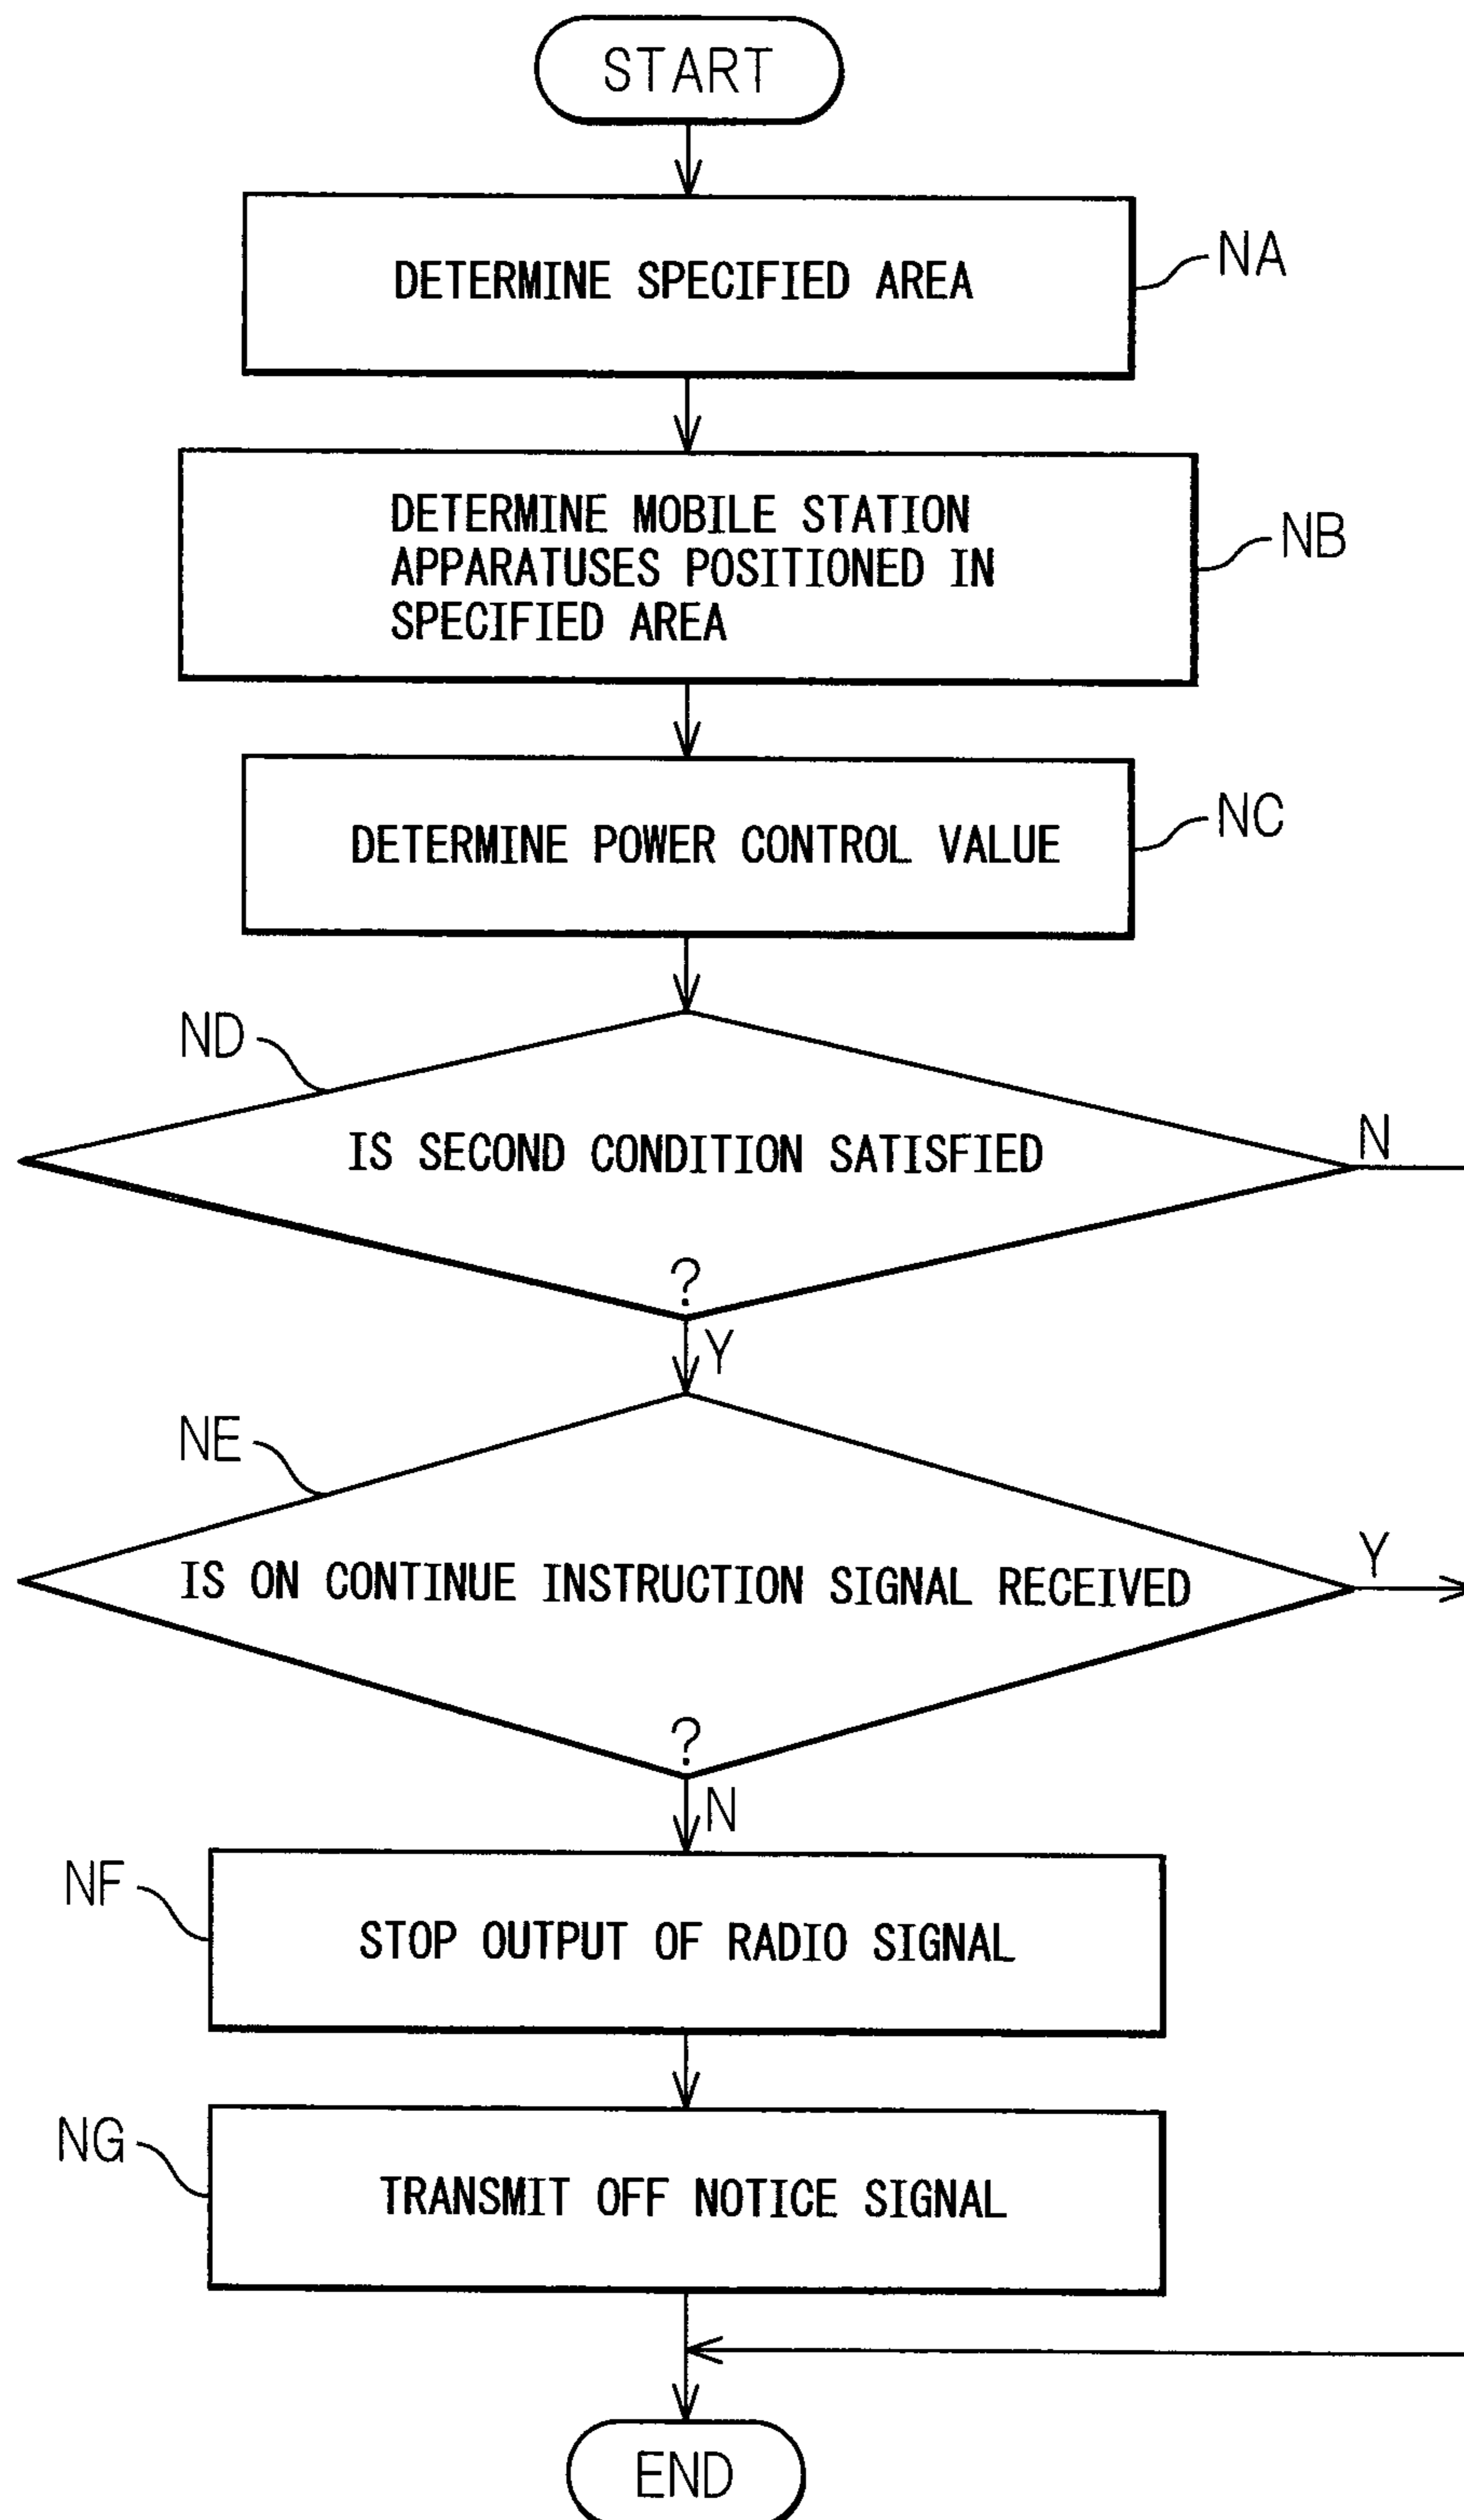 START
DETERMINE SPECIFIED AREA
NA
DETERMINE MOBILE STATION
APPARATUSES POSITIONED IN
SPECIFIED AREA
NB
DETERMINE POWER CONTROL VALUE
NC
ND
IS SECOND CONDITION SATISFIED
?
N
Y
NE
IS ON CONTINUE INSTRUCTION SIGNAL RECEIVED
?
Y
N
NF
STOP OUTPUT OF RADIO SIGNAL
NG
TRANSMIT OFF NOTICE SIGNAL
END